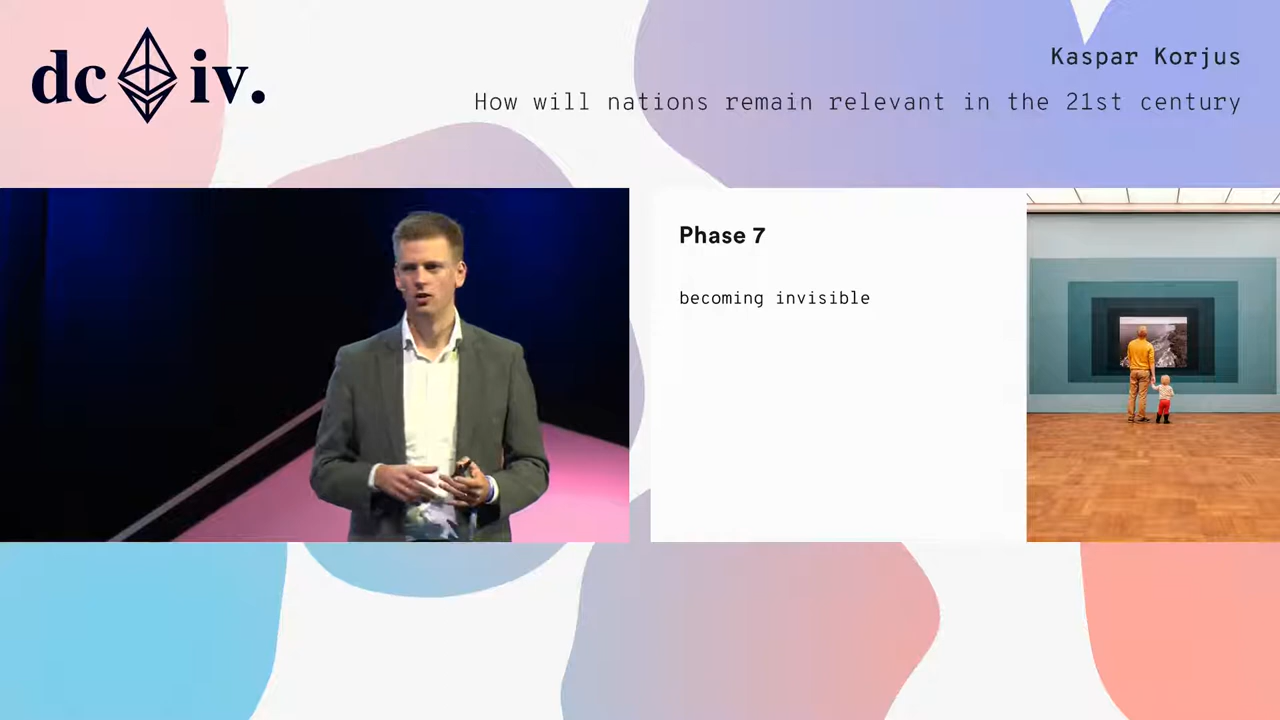 dc iv.
Kaspar Korjus
How will nations remain relevant in the 21st century
Phase 7
becoming invisible